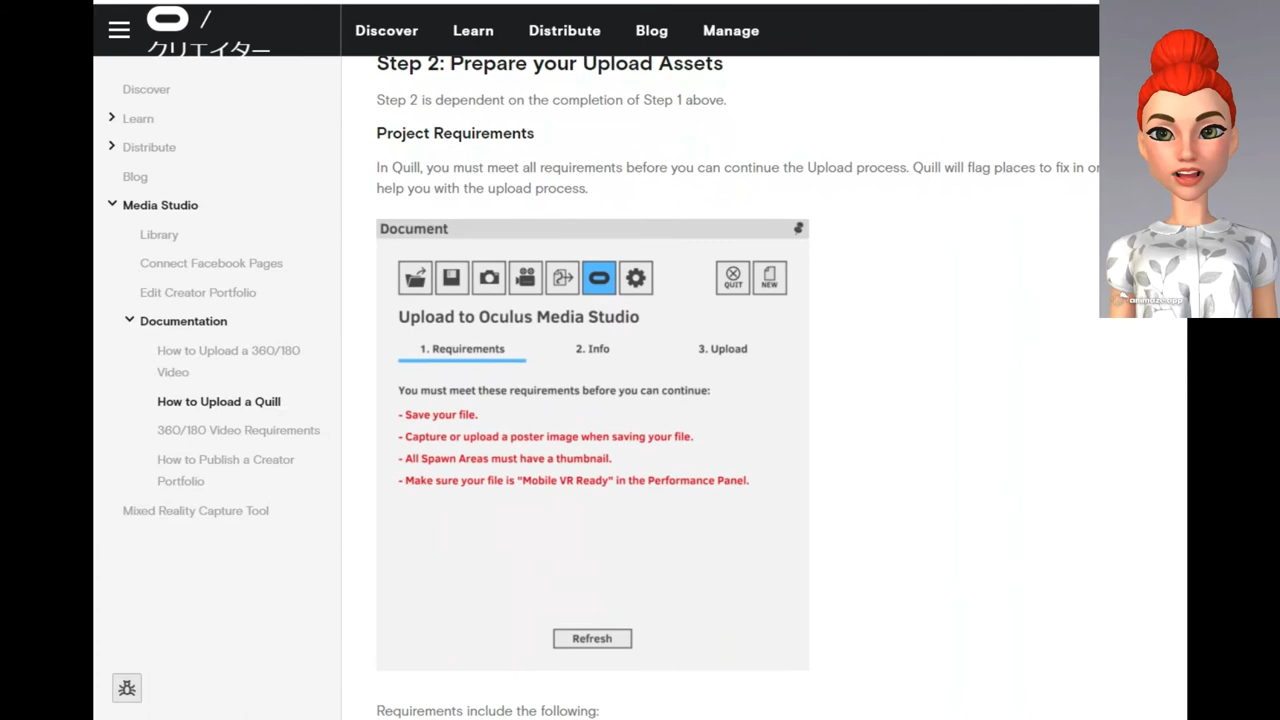 /
クリエイター
Discover
Learn
Distribute
Blog
Manage
Discover
Learn
Distribute
Blog
Media Studio
Library
Connect Facebook Pages
Edit Creator Portfolio
Documentation
How to Upload a 360/180
Video
How to Upload a Quill
360/180 Video Requirements
How to Publish a Creator
Portfolio
Mixed Reality Capture Tool
Step 2: Prepare your Upload Assets
Step 2 is dependent on the completion of Step 1 above.
Project Requirements
In Quill, you must meet all requirements before you can continue the Upload process. Quill will flag places to fix in
help you with the upload process.
Document
QUIT
NEW
Upload to Oculus Media Studio
1. Requirements
2. Info
3. Upload
You must meet these requirements before you can continue:
- Save your file.
- Capture or upload a poster image when saving your file.
- All Spawn Areas must have a thumbnail.
- Make sure your file is "Mobile VR Ready" in the Performance Panel.
Refresh
Requirements include the following:
animaze.app